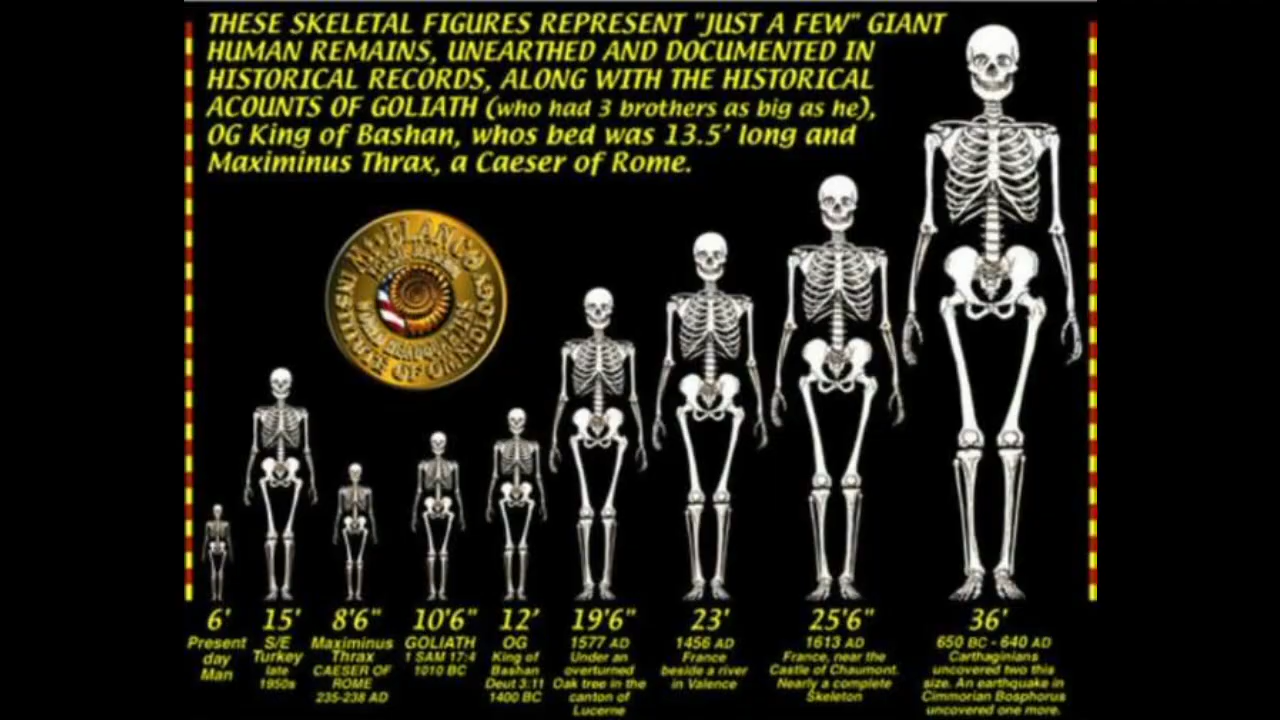 THESE SKELETAL FIGURES REPRESENT "JUST A FEW" GIANT
HUMAN REMAINS, UNEARTHED AND DOCUMENTED IN
HISTORICAL RECORDS, ALONG WITH THE HISTORICAL
ACOUNTS OF GOLIATH (who had 3 brothers as big as he),
OG King of Bashan, whos bed was 13.5' long and
Maximinus Thrax, a Caeser of Rome.
Mt. BLANCO
INSTITUTE OF OMNIOLOGY
6'
Present
day
Man
15'
S/E
Turkey
late
1950s
8'6"
Maximinus
Thrax
CAESER OF
ROME
235-238 AD
10'6"
GOLIATH
1 SAM 17:4
1010 BC
12’
OG
King of
Bashan
Deut 3:11
1400 BC
19'6"
1577 AD
Under an
overturned
Oak tree in the
canton of
Lucerne
23'
1456 AD
France
beside a river
in Valence
25'6"
1613 AD
France, near the
Castle of Chaumont.
Nearly a complete
Skeleton
36'
650 BC - 640 AD
Carthaginians
uncovered two this
size. An earthquake in
Cimmorian Bosphorus
uncovered one more.